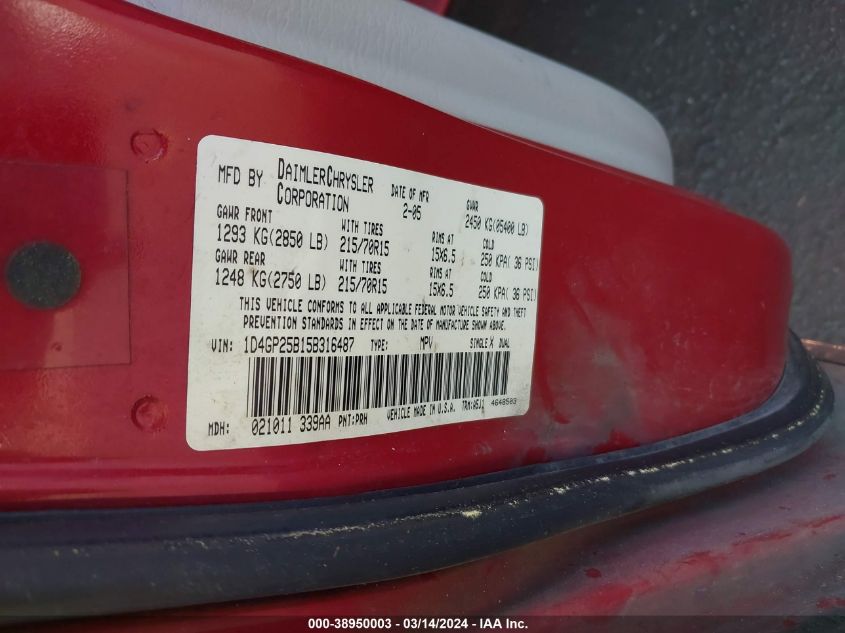 MFD BY DAIMLERCHRYSLER CORPORATION DATE OF MFR 2-05 GVWR 2450 KG(05400 LB)
GAWR FRONT WITH TIRES RIMS AT COLD
1293 KG(2850 LB) 215/70R15 15X6.5 250 KPA( 36 PSI)
GAWR REAR WITH TIRES RIMS AT COLD
1248 KG(2750 LB) 215/70R15 15X6.5 250 KPA( 36 PSI)
THIS VEHICLE CONFORMS TO ALL APPLICABLE FEDERAL MOTOR VEHICLE SAFETY AND THEFT
PREVENTION STANDARDS IN EFFECT ON THE DATE OF MANUFACTURE SHOWN ABOVE.
VIN: 1D4GP25B15B316487 TYPE: MPV SINGLE X DUAL
MDH: 021011 339AA PNT:PRH VEHICLE MADE IN U.S.A. TRM:A5J1 4648503
000-38950003 - 03/14/2024 - IAA Inc.